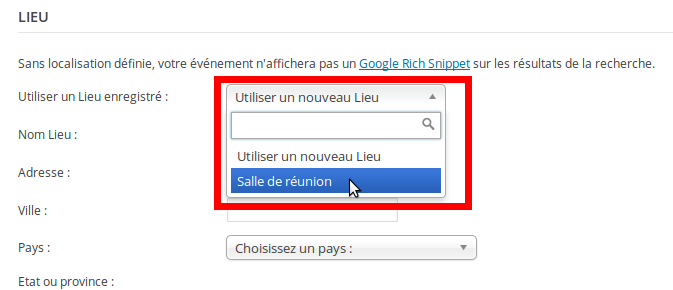 LIEU
Sans localisation définie, votre événement n'affichera pas un Google Rich Snippet sur les résultats de la recherche.
Utiliser un Lieu enregistré : Utiliser un nouveau Lieu
Nom Lieu :
Utiliser un nouveau Lieu
Adresse : Salle de réunion
Ville :
Pays : Choisissez un pays :
Etat ou province :